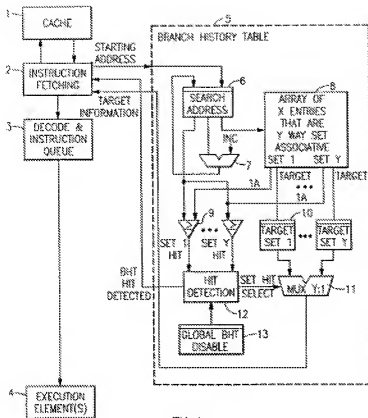 5
BRANCH HISTORY TABLE
1
CACHE
STARTING
ADDRESS
2
INSTRUCTION
FETCHING
TARGET
INFORMATION
3
DECODE &
INSTRUCTION
QUEUE
6
SEARCH
ADDRESS
8
ARRAY OF
X ENTRIES
THAT ARE
Y WAY SET
ASSOCIATIVE
SET 1 SET Y
INC
7
TARGET
TARGET
IA
IA
9
10
TARGET
SET 1
TARGET
SET Y
SET 1
HIT
SET Y
HIT
BHT
HIT
DETECTED
HIT
DETECTION
SET HIT
SELECT
MUX Y:1
11
12
GLOBAL BHT
DISABLE
13
4
EXECUTION
ELEMENT(S)